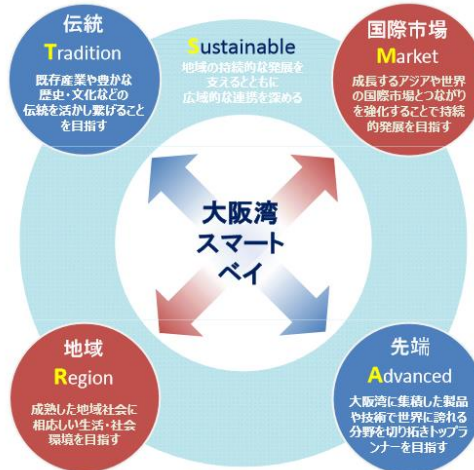 伝統
Tradition
既存産業や豊かな
歴史・文化などの
伝統を活かし繋げること
を目指す
Sustainable
地域の持続的な発展を
支えるとともに
広域的な連携を深める
国際市場
Market
成長するアジアや世界
の国際市場とつながり
を強化することで持続
的発展を目指す
大阪湾
スマート
ベイ
地域
Region
成熟した地域社会に
相応しい生活・社会
環境を目指す
先端
Advanced
大阪湾に集積した製品
や技術で世界に誇れる
分野を切り拓きトップラ
ンナーを目指す